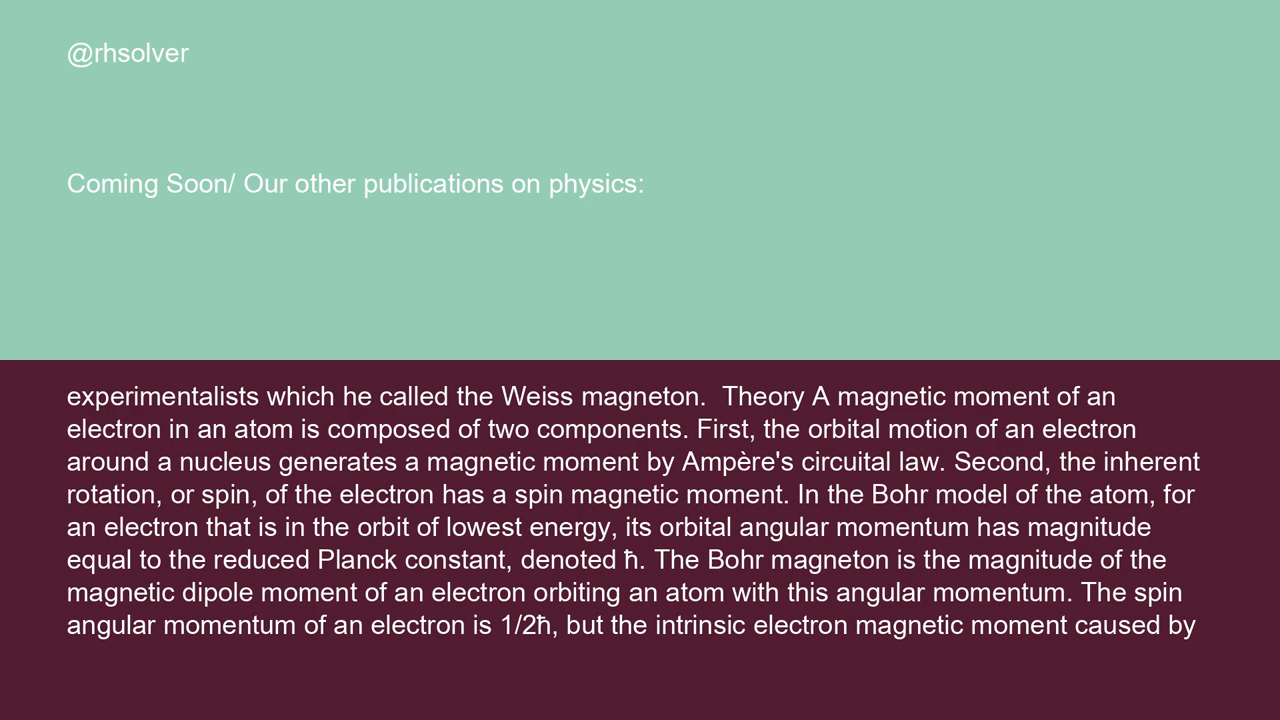 @rhsolver
Coming Soon/ Our other publications on physics:
experimentalists which he called the Weiss magneton.  Theory A magnetic moment of an
electron in an atom is composed of two components. First, the orbital motion of an electron
around a nucleus generates a magnetic moment by Ampère's circuital law. Second, the inherent
rotation, or spin, of the electron has a spin magnetic moment. In the Bohr model of the atom, for
an electron that is in the orbit of lowest energy, its orbital angular momentum has magnitude
equal to the reduced Planck constant, denoted ħ. The Bohr magneton is the magnitude of the
magnetic dipole moment of an electron orbiting an atom with this angular momentum. The spin
angular momentum of an electron is 1/2ħ, but the intrinsic electron magnetic moment caused by